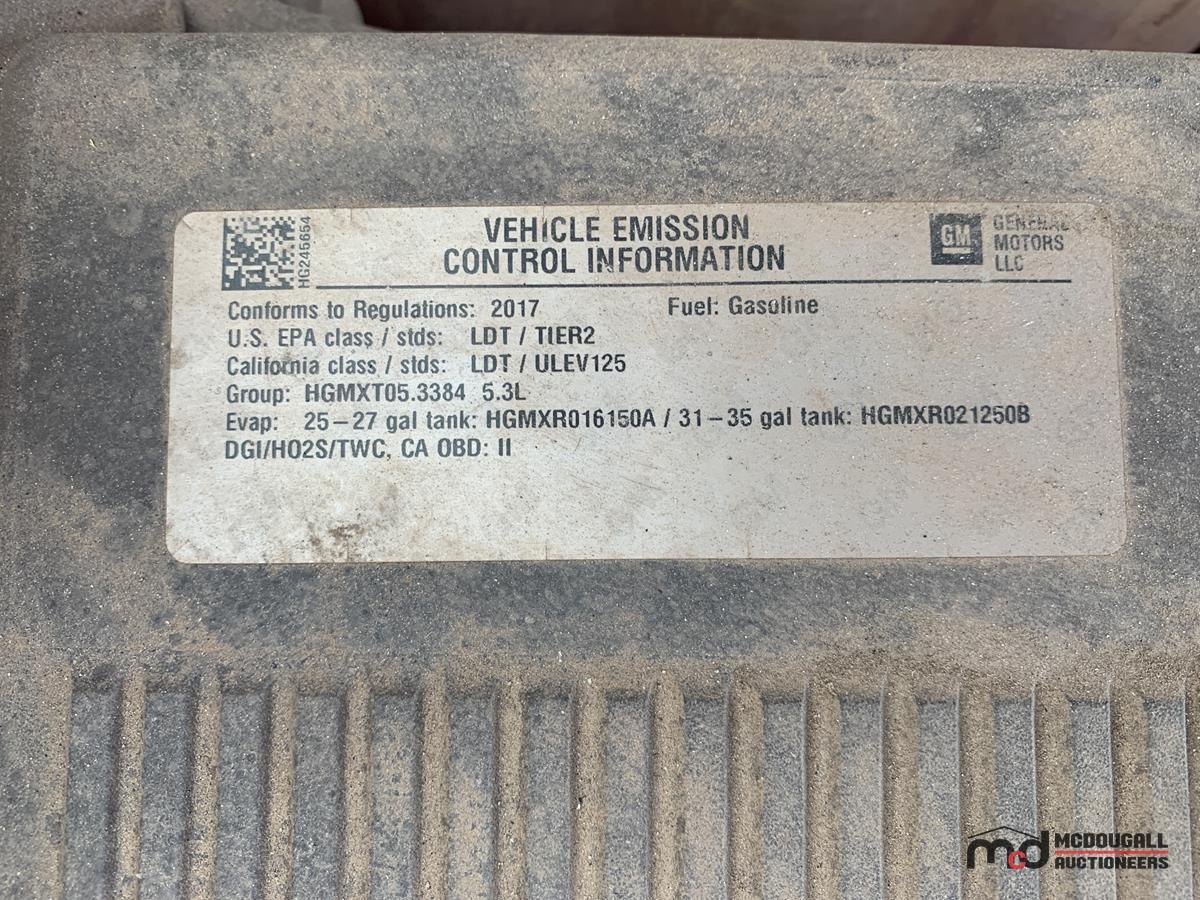 HG245654
VEHICLE EMISSION
CONTROL INFORMATION
GM
GENERAL
MOTORS
LLC
Conforms to Regulations: 2017 Fuel: Gasoline
U.S. EPA class / stds: LDT / TIER2
California class / stds: LDT / ULEV125
Group: HGMXT05.3384 5.3L
Evap: 25-27 gal tank: HGMXR016150A / 31-35 gal tank: HGMXR021250B
DGI/HO2S/TWC, CA OBD: II
mcd MCDOUGALL
AUCTIONEERS